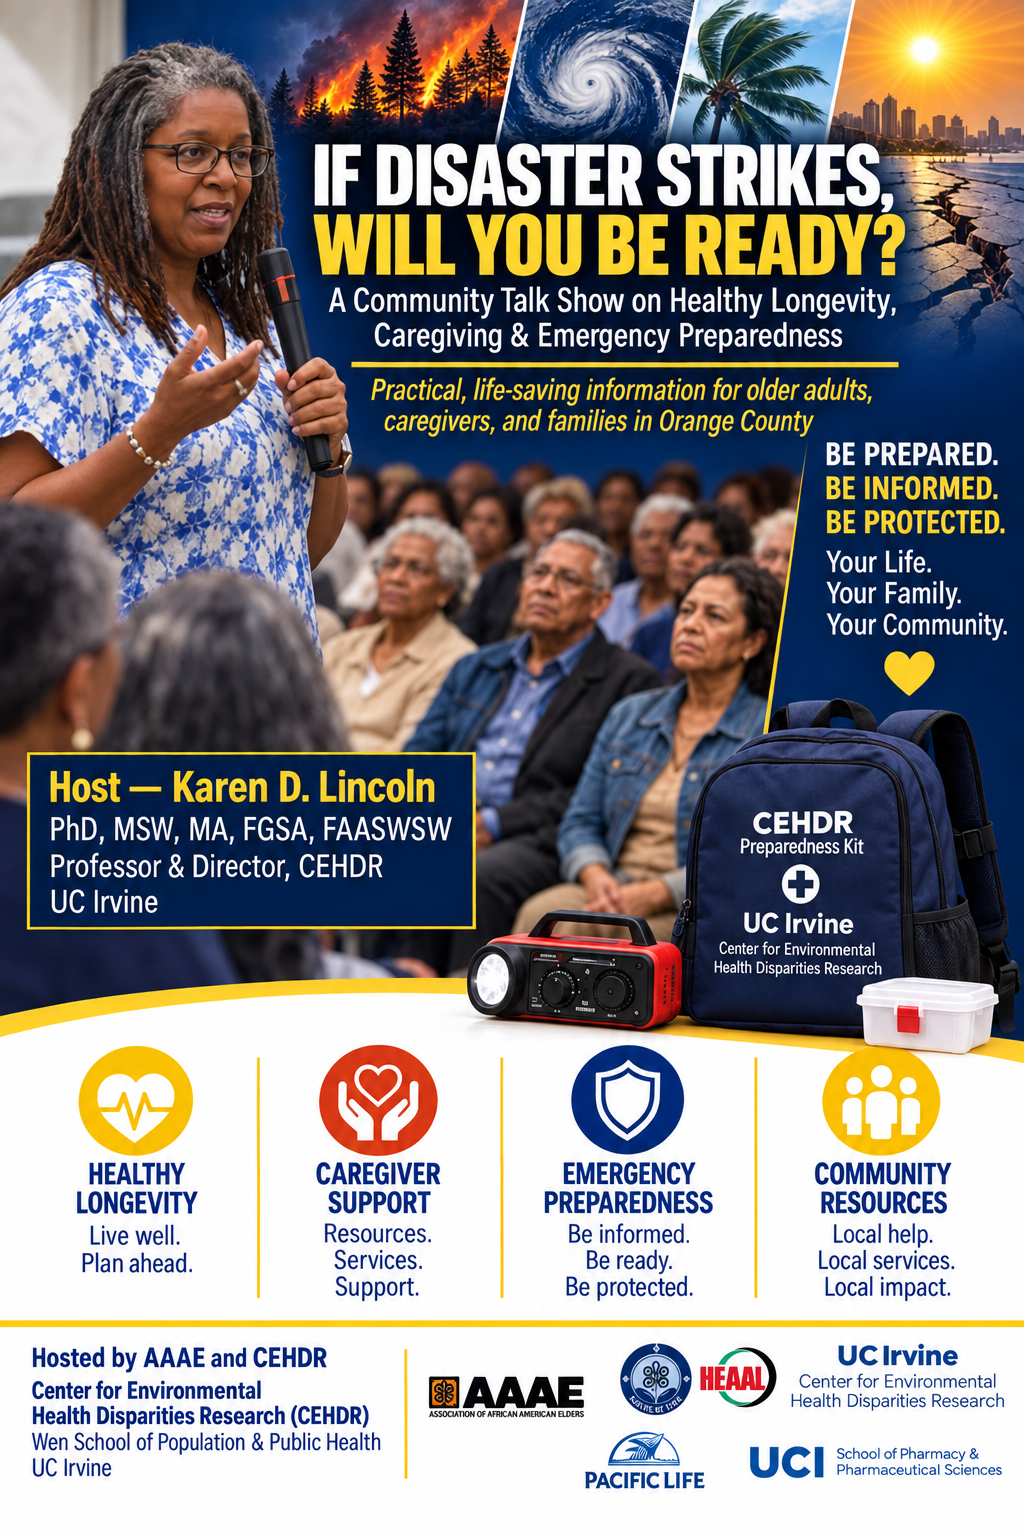 IF DISASTER STRIKES,
WILL YOU BE READY?
A Community Talk Show on Healthy Longevity,
Caregiving & Emergency Preparedness
Practical, life-saving information for older adults,
caregivers, and families in Orange County
BE PREPARED.
BE INFORMED.
BE PROTECTED.
Your Life.
Your Family.
Your Community.
Host — Karen D. Lincoln
PhD, MSW, MA, FGSA, FAASWSW
Professor & Director, CEHDR
UC Irvine
CEHDR
Preparedness Kit
UC Irvine
Center for Environmental
Health Disparities Research
HEALTHY
LONGEVITY
Live well.
Plan ahead.
CAREGIVER
SUPPORT
Resources.
Services.
Support.
EMERGENCY
PREPAREDNESS
Be informed.
Be ready.
Be protected.
COMMUNITY
RESOURCES
Local help.
Local services.
Local impact.
Hosted by AAAE and CEHDR
Center for Environmental
Health Disparities Research (CEHDR)
Wen School of Population & Public Health
UC Irvine
AAAE
ASSOCIATION OF AFRICAN AMERICAN ELDERS
HEAAL
UC Irvine
Center for Environmental
Health Disparities Research
PACIFIC LIFE
UCI
School of Pharmacy &
Pharmaceutical Sciences